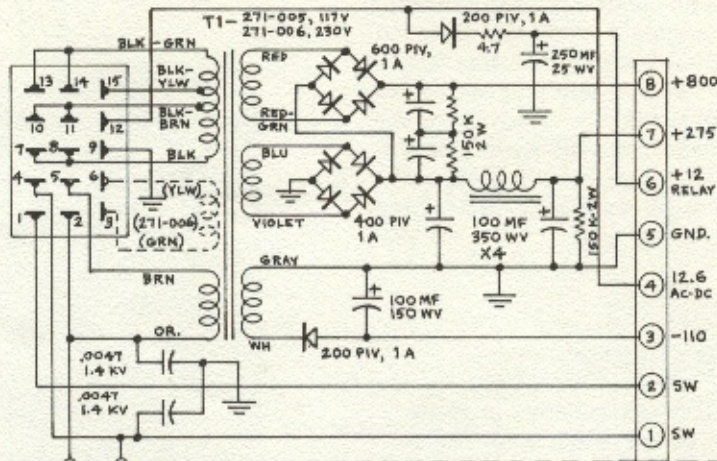 T1- 271-005, 117V
271-006, 230V
200 PIV, 1A
4.7
250 MF
25 WV
BLK-GRN
BLK-
YLW
BLK-
BRN
BLK
RED
RED-
GRN
600 PIV,
1 A
150 K
2 W
13
14
15
10
11
12
7
8
9
4
5
6
1
2
3
(YLW)
(271-006)
(GRN)
BLU
VIOLET
400 PIV
1A
100 MF
350 WV
X4
150K-2W
8 +800
7 +275
6 +12
RELAY
5 GND.
4 12.6
AC-DC
3 -110
2 SW
1 SW
BRN
OR.
GRAY
WH
100 MF
150 WV
200 PIV, 1A
.0047
1.4 KV
.0047
1.4 KV